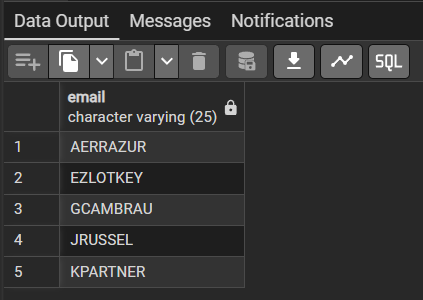 Data Output Messages Notifications
SQL
email
character varying (25)
1 AERRAZUR
2 EZLOTKEY
3 GCAMBRAU
4 JRUSSEL
5 KPARTNER